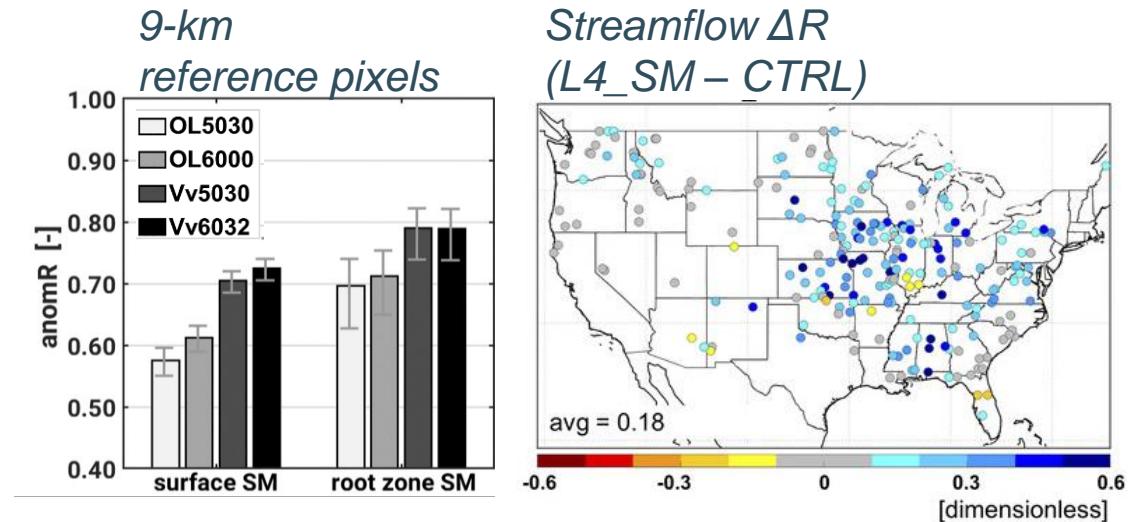 9-km
reference pixels
1.00
0.90
0.80
0.70
0.60
0.50
0.40
anomR [-]
OL5030
OL6000
Vv5030
Vv6032
surface SM
root zone SM
Streamflow ΔR
(L4_SM – CTRL)
avg = 0.18
-0.6
-0.3
0
0.3
0.6
[dimensionless]